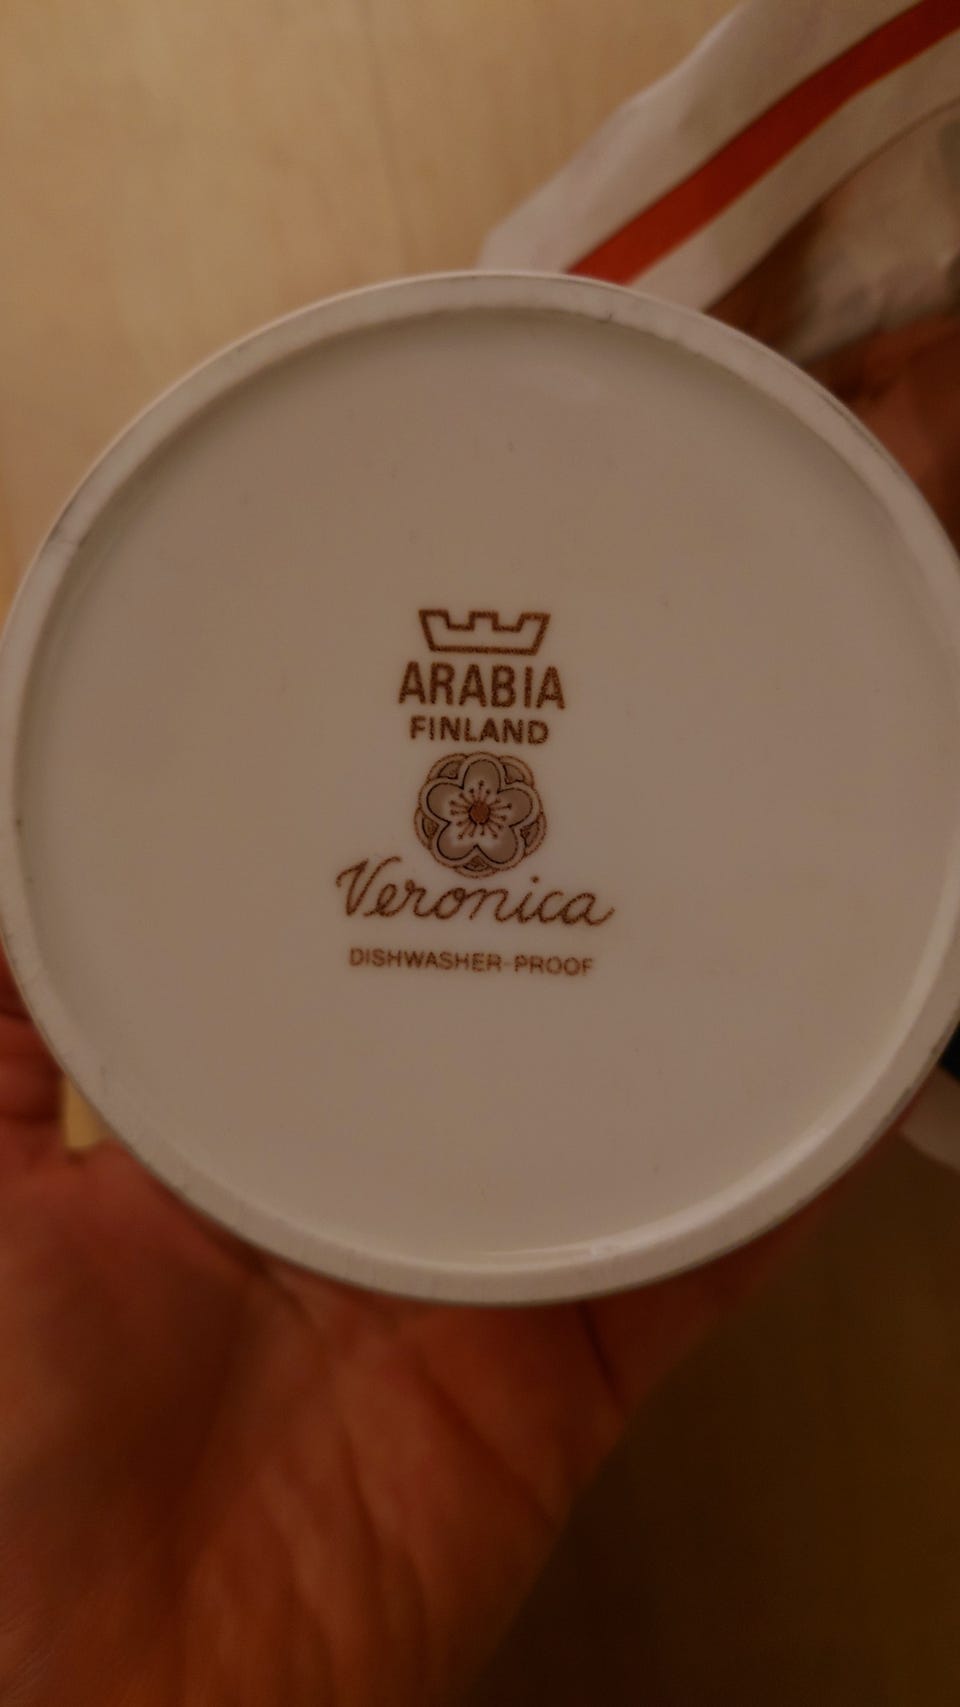 ARABIA
FINLAND
Veronica
DISHWASHER-PROOF